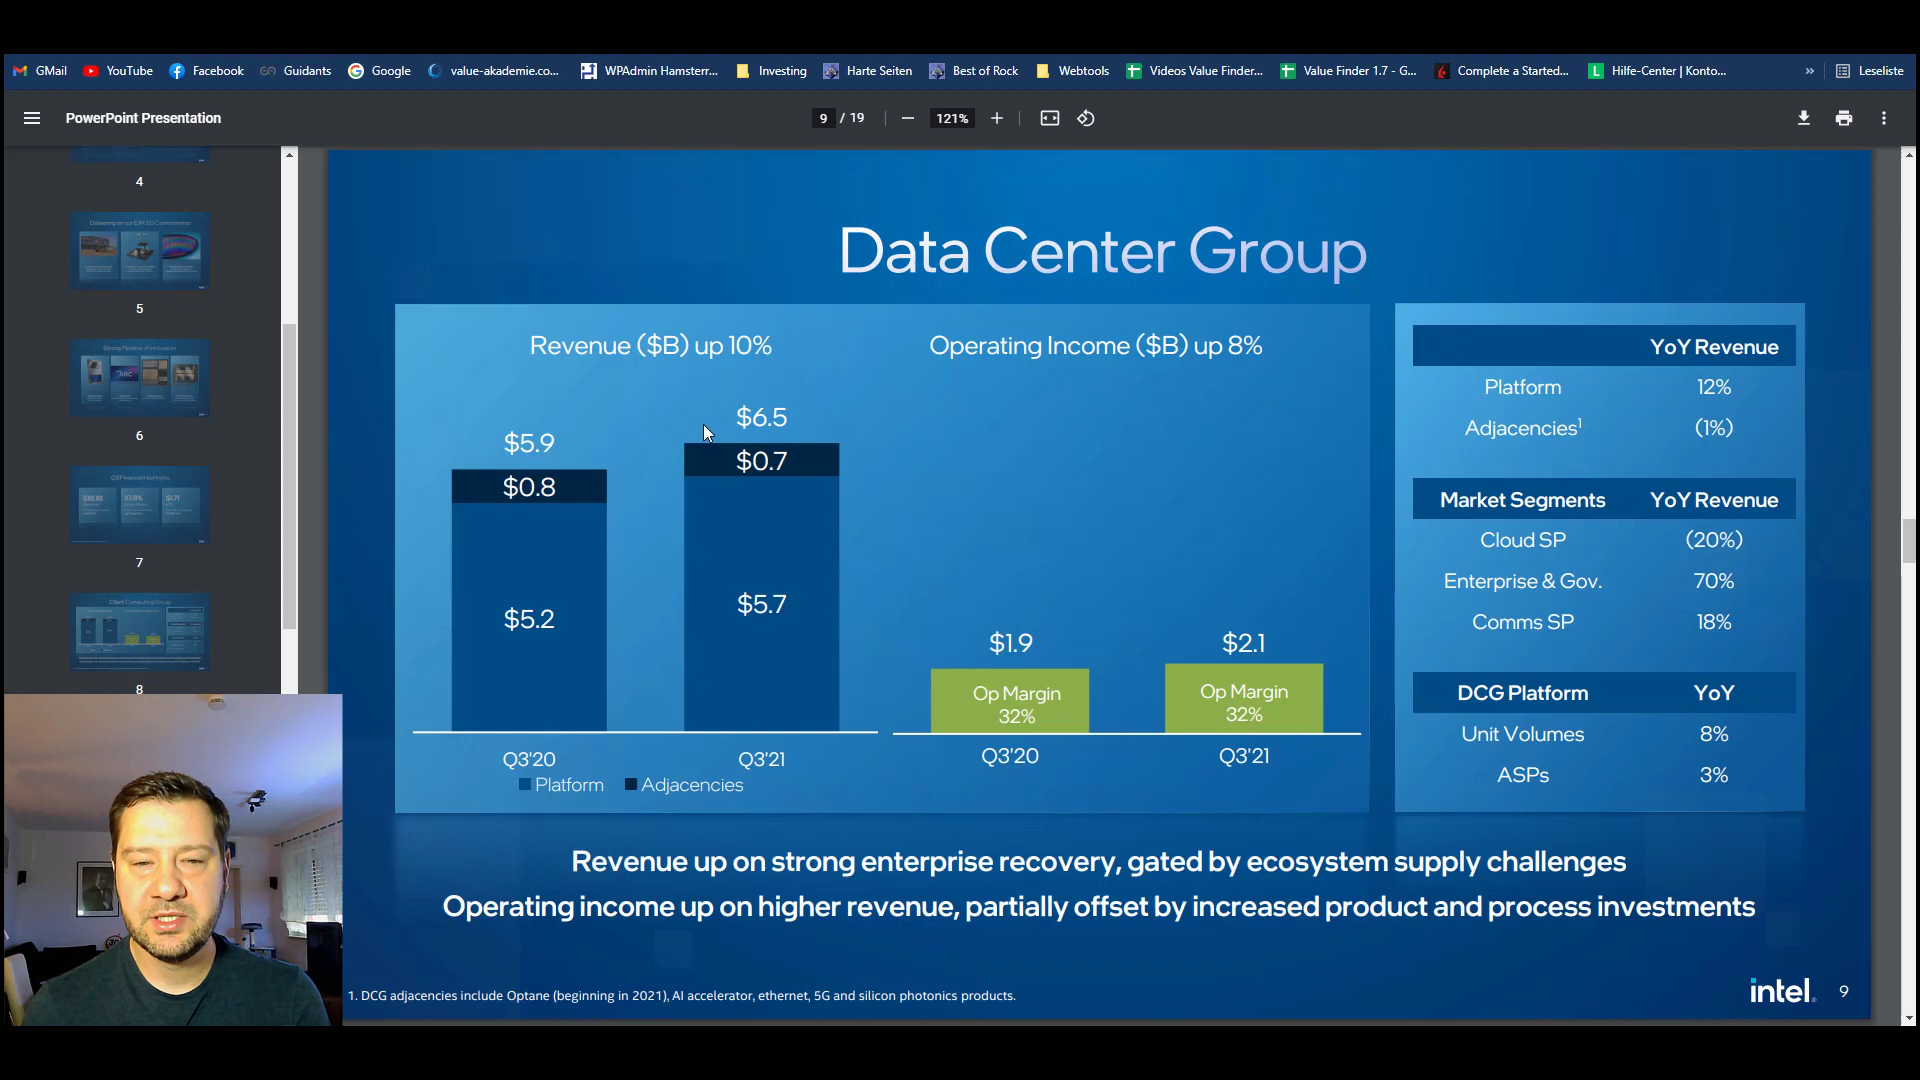 GMail YouTube Facebook Guidants Google value-akademie.co... WPAdmin Hamsterr... Investing Harte Seiten Best of Rock Webtools Videos Value Finder... Value Finder 1.7 - G... Complete a Started... Hilfe-Center | Konto... » Leseliste
PowerPoint Presentation 9 / 19 121%
4
5
6
7
8
Data Center Group
Revenue ($B) up 10%
$5.9
$0.8
$5.2
$6.5
$0.7
$5.7
Q3'20 Q3'21
Platform Adjacencies
Operating Income ($B) up 8%
$1.9
Op Margin
32%
$2.1
Op Margin
32%
Q3'20 Q3'21
YoY Revenue
Platform 12%
Adjacencies¹ (1%)
Market Segments YoY Revenue
Cloud SP (20%)
Enterprise & Gov. 70%
Comms SP 18%
DCG Platform YoY
Unit Volumes 8%
ASPs 3%
Revenue up on strong enterprise recovery, gated by ecosystem supply challenges
Operating income up on higher revenue, partially offset by increased product and process investments
1. DCG adjacencies include Optane (beginning in 2021), AI accelerator, ethernet, 5G and silicon photonics products.
intel. 9